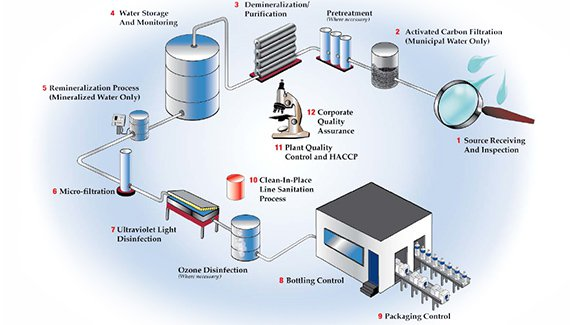 4 Water Storage
And Monitoring
3 Demineralization/
Purification
Pretreatment
(Where necessary)
2 Activated Carbon Filtration
(Municipal Water Only)
5 Remineralization Process
(Mineralized Water Only)
12 Corporate
Quality
Assurance
11 Plant Quality
Control and HACCP
1 Source Receiving
And Inspection
6 Micro-filtration
10 Clean-In-Place
Line Sanitation
Process
7 Ultraviolet Light
Disinfection
Ozone Disinfection
(Where necessary)
8 Bottling Control
9 Packaging Control